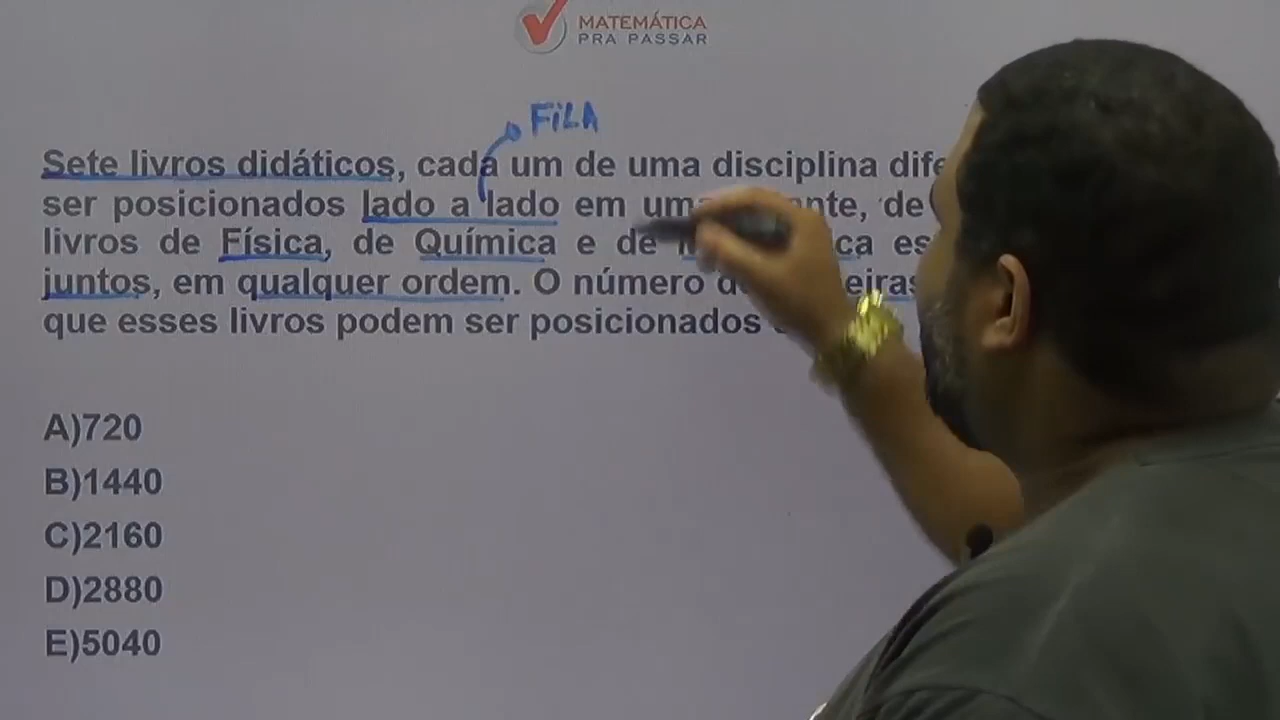 MATEMÁTICA
PRA PASSAR
FiLA
Sete livros didáticos, cada um de uma disciplina
ser posicionados lado a lado em de
livros de Física, de Química e de
juntos, em qualquer ordem. O número
que esses livros podem ser posicionados
A)720
B)1440
C)2160
D)2880
E)5040